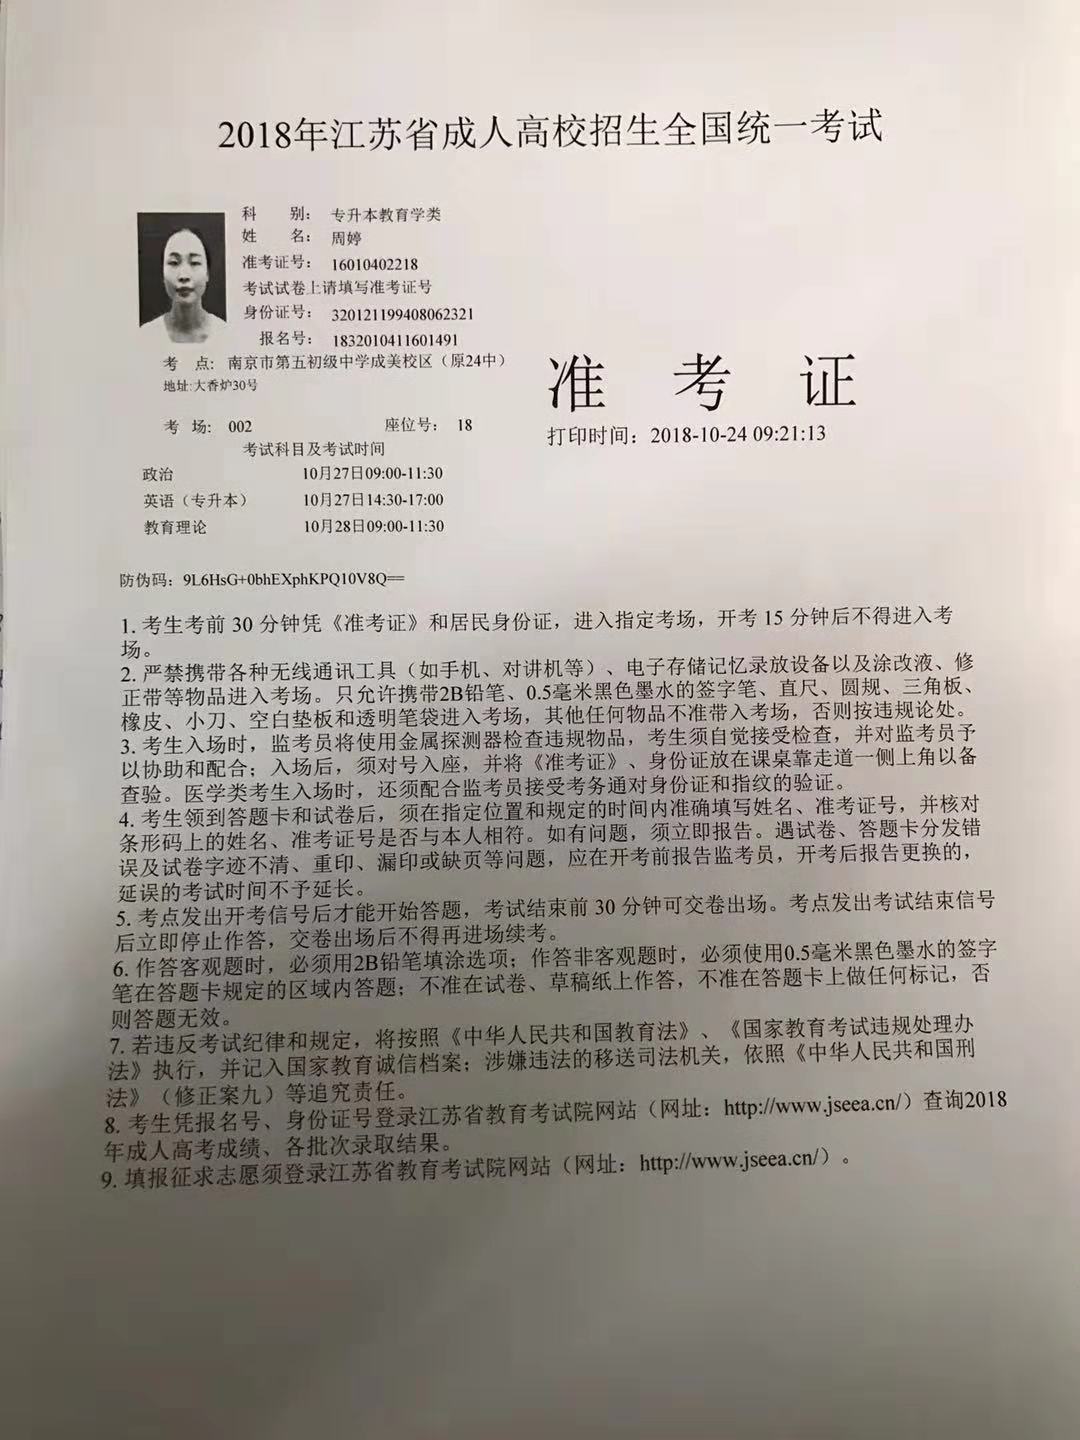 2018年江苏省成人高校招生全国统一考试
科 别： 专升本教育学类
姓 名： 周婷
准考证号： 16010402218
考试试卷上请填写准考证号
身份证号： 320121199408062321
报名号： 1832010411601491
考 点: 南京市第五初级中学成美校区（原24中）
地址:大香炉30号
准 考 证
打印时间：2018-10-24 09:21:13
考 场: 002 座位号： 18
考试科目及考试时间
政治 10月27日09:00-11:30
英语（专升本） 10月27日14:30-17:00
教育理论 10月28日09:00-11:30
防伪码：9L6HsG+0bhEXphKPQ10V8Q==
1. 考生考前 30 分钟凭《准考证》和居民身份证，进入指定考场，开考 15 分钟后不得进入考
场。
2. 严禁携带各种无线通讯工具（如手机、对讲机等）、电子存储记忆录放设备以及涂改液、修
正带等物品进入考场。只允许携带2B铅笔、0.5毫米黑色墨水的签字笔、直尺、圆规、三角板、
橡皮、小刀、空白垫板和透明笔袋进入考场，其他任何物品不准带入考场，否则按违规论处。
3. 考生入场时，监考员将使用金属探测器检查违规物品，考生须自觉接受检查，并对监考员予
以协助和配合；入场后，须对号入座，并将《准考证》、身份证放在课桌靠走道一侧上角以备
查验。医学类考生入场时，还须配合监考员接受考务通对身份证和指纹的验证。
4. 考生领到答题卡和试卷后，须在指定位置和规定的时间内准确填写姓名、准考证号，并核对
条形码上的姓名、准考证号是否与本人相符。如有问题，须立即报告。遇试卷、答题卡分发错
误及试卷字迹不清、重印、漏印或缺页等问题，应在开考前报告监考员，开考后报告更换的，
延误的考试时间不予延长。
5. 考点发出开考信号后才能开始答题，考试结束前 30 分钟可交卷出场。考点发出考试结束信号
后立即停止作答，交卷出场后不得再进场续考。
6. 作答客观题时，必须用2B铅笔填涂选项；作答非客观题时，必须使用0.5毫米黑色墨水的签字
笔在答题卡规定的区域内答题；不准在试卷、草稿纸上作答，不准在答题卡上做任何标记，否
则答题无效。
7. 若违反考试纪律和规定，将按照《中华人民共和国教育法》、《国家教育考试违规处理办
法》执行，并记入国家教育诚信档案；涉嫌违法的移送司法机关，依照《中华人民共和国刑
法》（修正案九）等追究责任。
8. 考生凭报名号、身份证号登录江苏省教育考试院网站（网址：http://www.jseea.cn/）查询2018
年成人高考成绩、各批次录取结果。
9. 填报征求志愿须登录江苏省教育考试院网站（网址：http://www.jseea.cn/）。